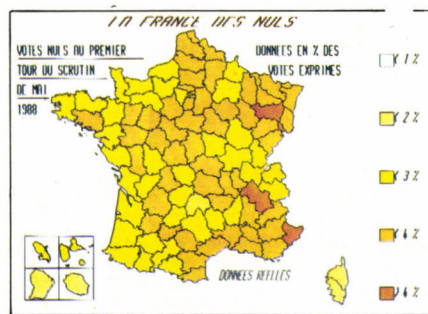 LA FRANCE DES NULS
VOTES NULS AU PREMIER
TOUR DU SCRUTIN
DE MAI
1988
DONNEES EN % DES
VOTES EXPRIMES
< 1 %
< 2 %
< 3 %
< 4 %
> 4 %
DONNEES REELLES